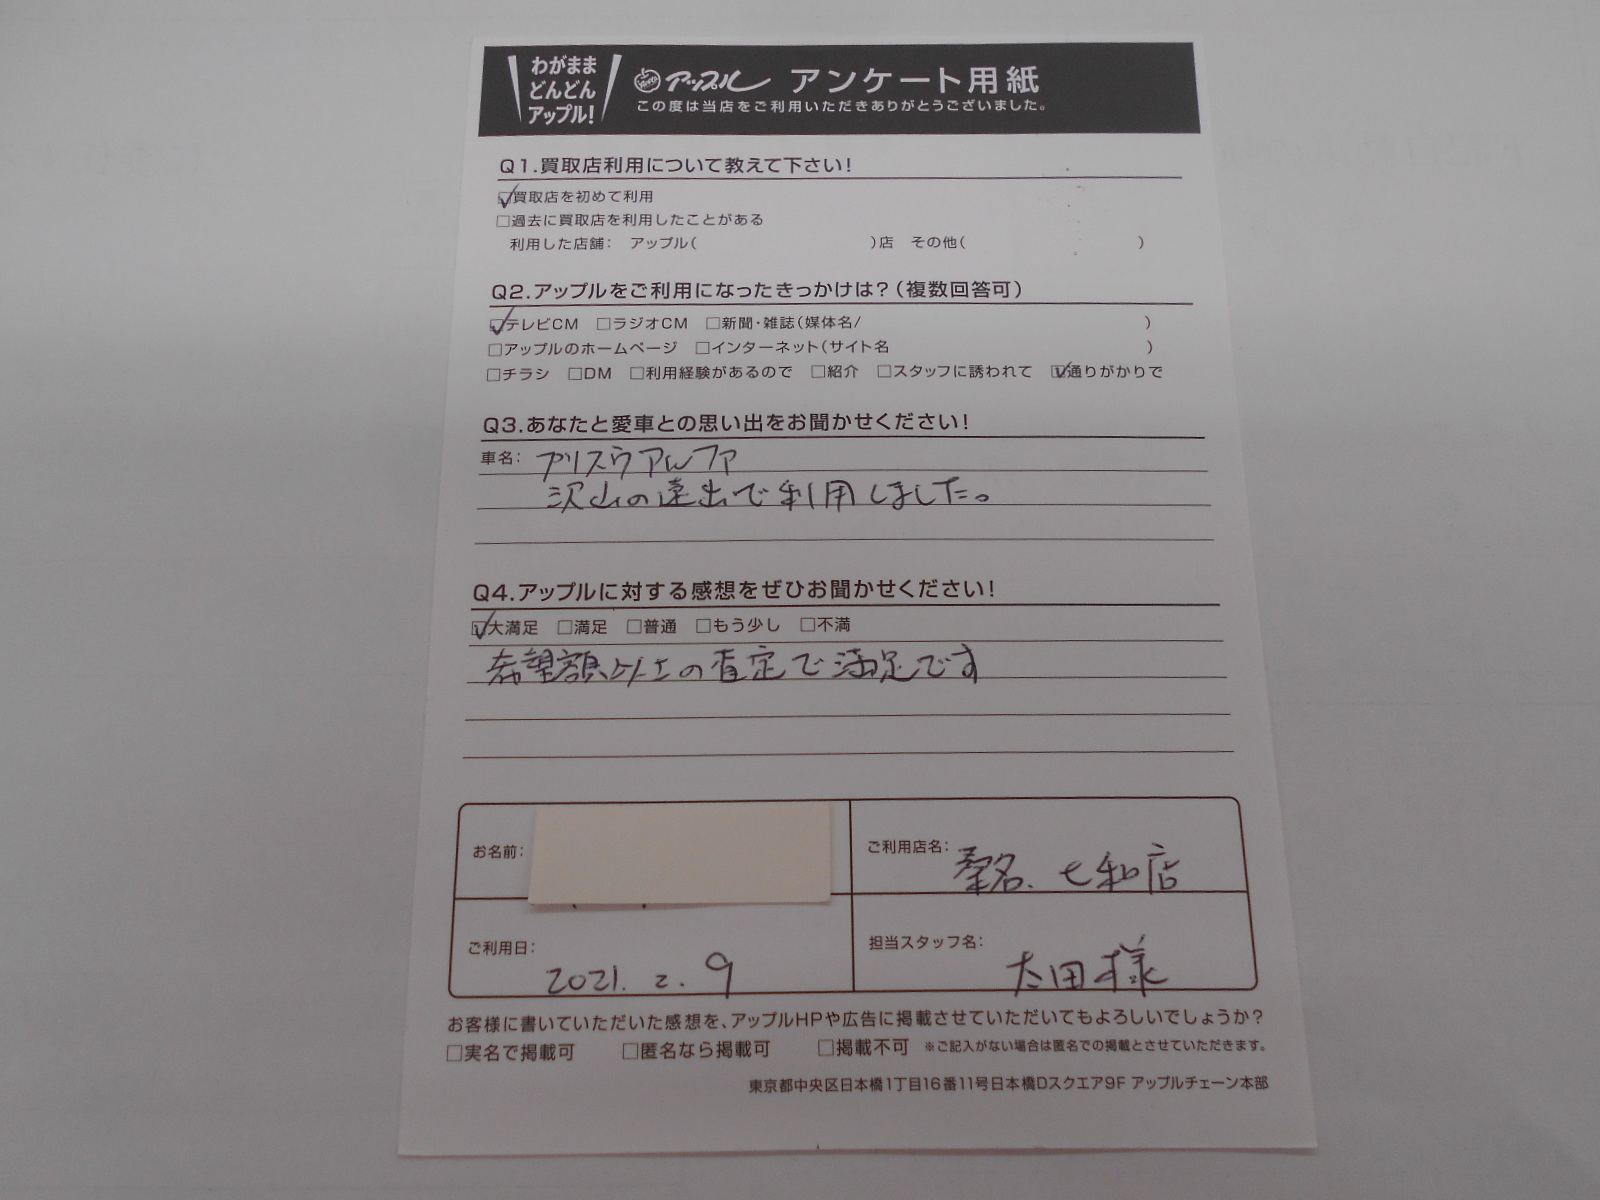 わがまま
どんどん
アップル!
アップル アンケート用紙
この度は当店をご利用いただきありがとうございました。
Q1.買取店利用について教えて下さい!
☑買取店を初めて利用
□過去に買取店を利用したことがある
利用した店舗: アップル( )店 その他( )
Q2.アップルをご利用になったきっかけは?(複数回答可)
☑テレビCM □ラジオCM □新聞・雑誌(媒体名/ )
□アップルのホームページ □インターネット(サイト名 )
□チラシ □DM □利用経験があるので □紹介 □スタッフに誘われて ☑通りがかりで
Q3.あなたと愛車との思い出をお聞かせください!
車名: プリスウアルファ
沢山の遠出で利用しました。
Q4.アップルに対する感想をぜひお聞かせください!
☑大満足 □満足 □普通 □もう少し □不満
希望額以上の査定で満足です
お名前:
ご利用店名: 桑名.七和店
ご利用日: 2021.2.9
担当スタッフ名: 太田様
お客様に書いていただいた感想を、アップルHPや広告に掲載させていただいてもよろしいでしょうか?
□実名で掲載可 □匿名なら掲載可 □掲載不可 ※ご記入がない場合は匿名での掲載とさせていただきます。
東京都中央区日本橋1丁目16番11号日本橋Dスクエア9F アップルチェーン本部